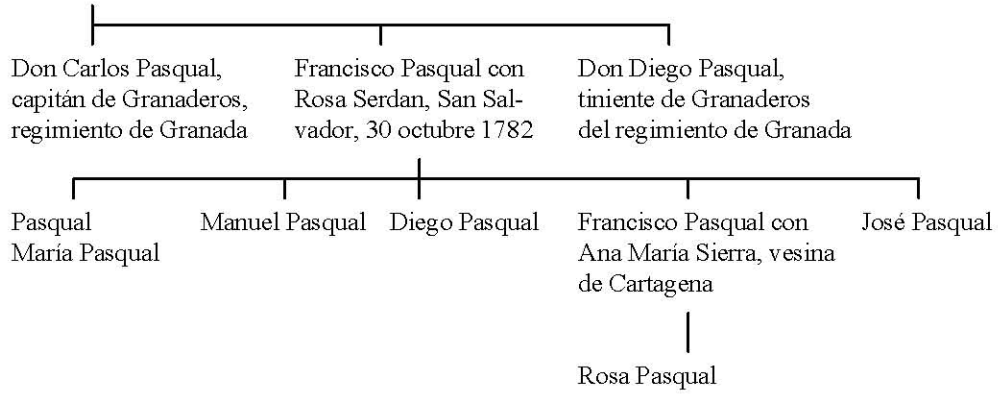 Don Carlos Pasqual,
capitán de Granaderos,
regimiento de Granada
Francisco Pasqual con
Rosa Serdan, San Sal-
vador, 30 octubre 1782
Don Diego Pasqual,
tiniente de Granaderos
del regimiento de Granada
Pasqual
María Pasqual
Manuel Pasqual
Diego Pasqual
Francisco Pasqual con
Ana María Sierra, vesina
de Cartagena
José Pasqual
Rosa Pasqual